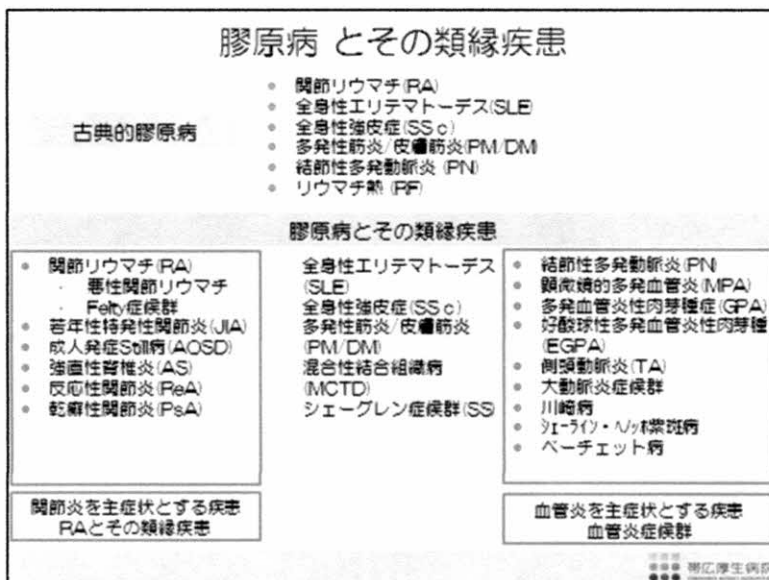 膠原病 とその類縁疾患
古典的膠原病
関節リウマチ(RA)
全身性エリテマトーデス(SLE)
全身性強皮症(SSc)
多発性筋炎/皮膚筋炎(PM/DM)
結節性多発動脈炎 (PN)
リウマチ熱 (RF)
膠原病とその類縁疾患
関節リウマチ(RA)
悪性関節リウマチ
Felty症候群
若年性特発性関節炎(JIA)
成人発症Still病(AOSD)
強直性脊椎炎(AS)
反応性関節炎(ReA)
乾癬性関節炎(PsA)
関節炎を主症状とする疾患
RAとその類縁疾患
全身性エリテマトーデス
(SLE)
全身性強皮症(SSc)
多発性筋炎/皮膚筋炎
(PM/DM)
混合性結合組織病
(MCTD)
シェーグレン症候群(SS)
結節性多発動脈炎(PN)
顕微鏡的多発血管炎(MPA)
多発血管炎性肉芽腫症(GPA)
好酸球性多発血管炎性肉芽腫
(EGPA)
側頭動脈炎(TA)
大動脈炎症候群
川崎病
シェーライン・ヘノッホ紫斑病
ベーチェット病
血管炎を主症状とする疾患
血管炎症候群
帯広厚生病院